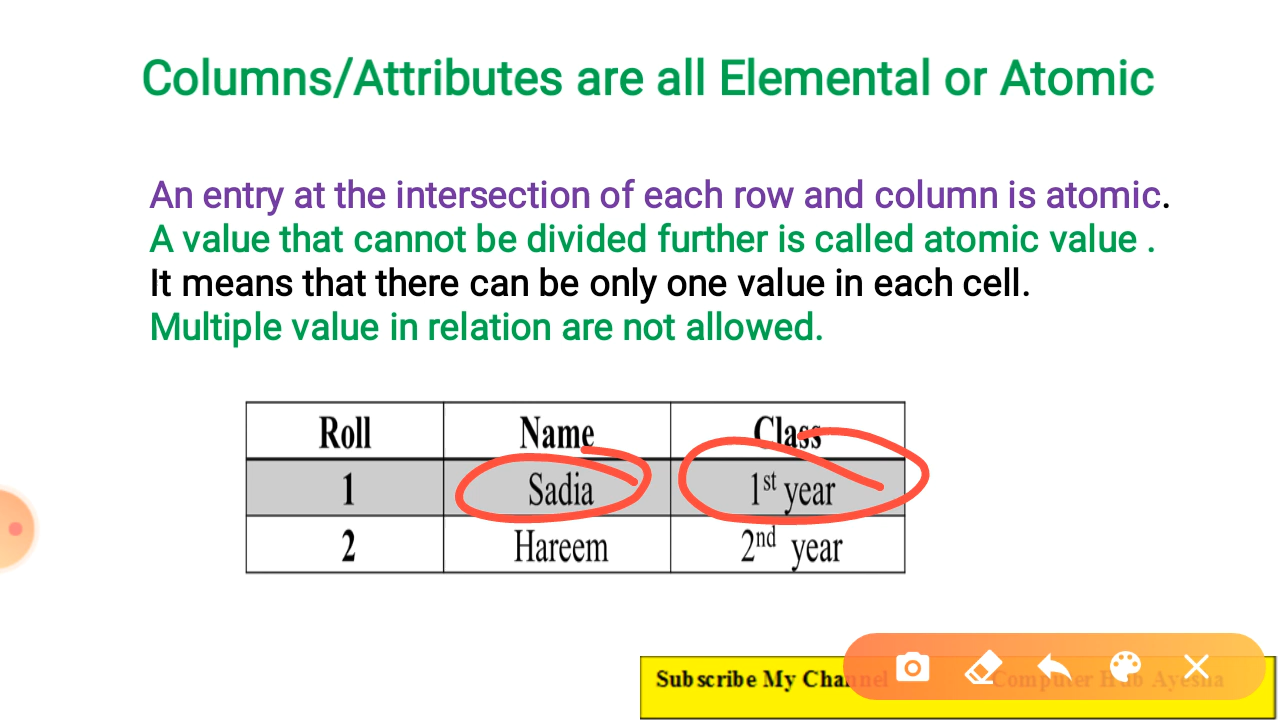 Columns/Attributes are all Elemental or Atomic
An entry at the intersection of each row and column is atomic.
A value that cannot be divided further is called atomic value .
It means that there can be only one value in each cell.
Multiple value in relation are not allowed.
Roll Name Class
1 Sadia 1st year
2 Hareem 2nd year
Subscribe My Channel Computer Hub Ayesha